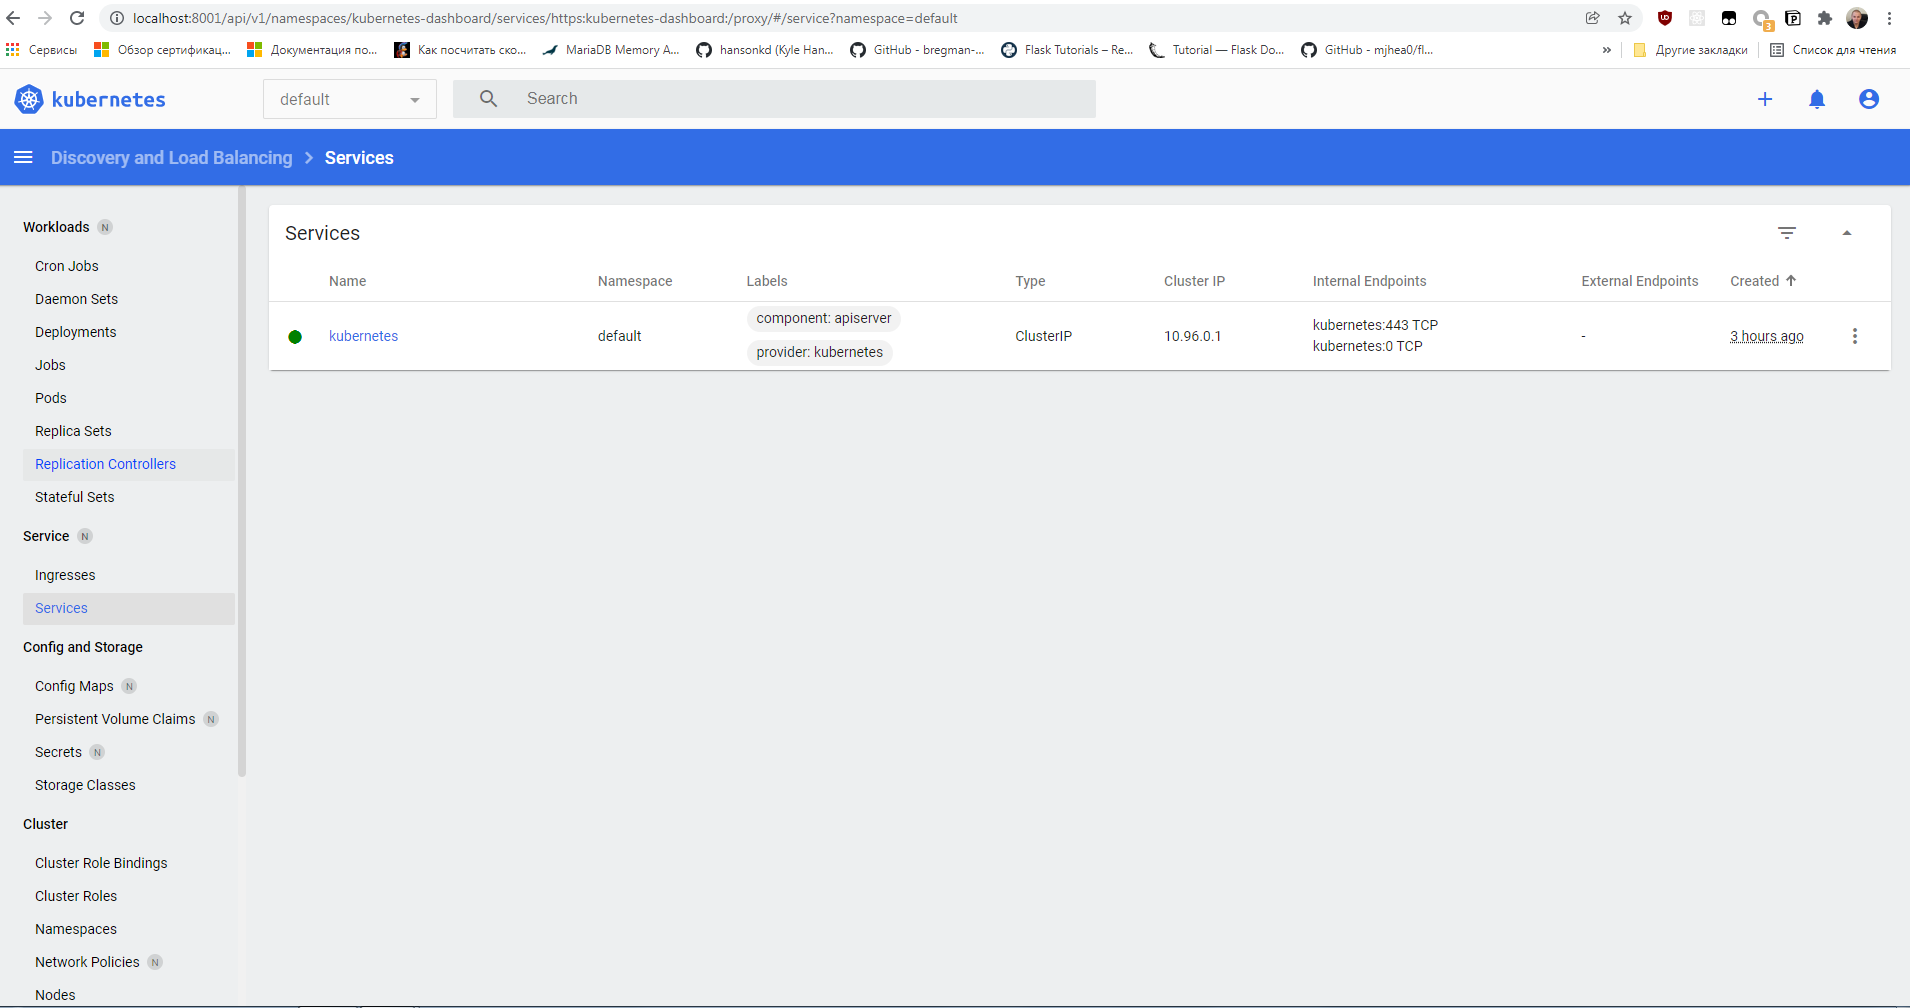 localhost:8001/api/v1/namespaces/kubernetes-dashboard/services/https:kubernetes-dashboard:/proxy/#/service?namespace=default
3
Сервисы Обзор сертификац... Документация по... Как посчитать ско... MariaDB Memory A... hansonkd (Kyle Han... GitHub - bregman-... Flask Tutorials – Re... Tutorial — Flask Do... GitHub - mjhea0/fl... » Другие закладки Список для чтения
kubernetes default Search
Discovery and Load Balancing > Services
Workloads N
Cron Jobs
Daemon Sets
Deployments
Jobs
Pods
Replica Sets
Replication Controllers
Stateful Sets
Service N
Ingresses
Services
Config and Storage
Config Maps N
Persistent Volume Claims N
Secrets N
Storage Classes
Cluster
Cluster Role Bindings
Cluster Roles
Namespaces
Network Policies N
Nodes
Services
Name Namespace Labels Type Cluster IP Internal Endpoints External Endpoints Created
component: apiserver
kubernetes:443 TCP
kubernetes default ClusterIP 10.96.0.1 - 3 hours ago
kubernetes:0 TCP
provider: kubernetes